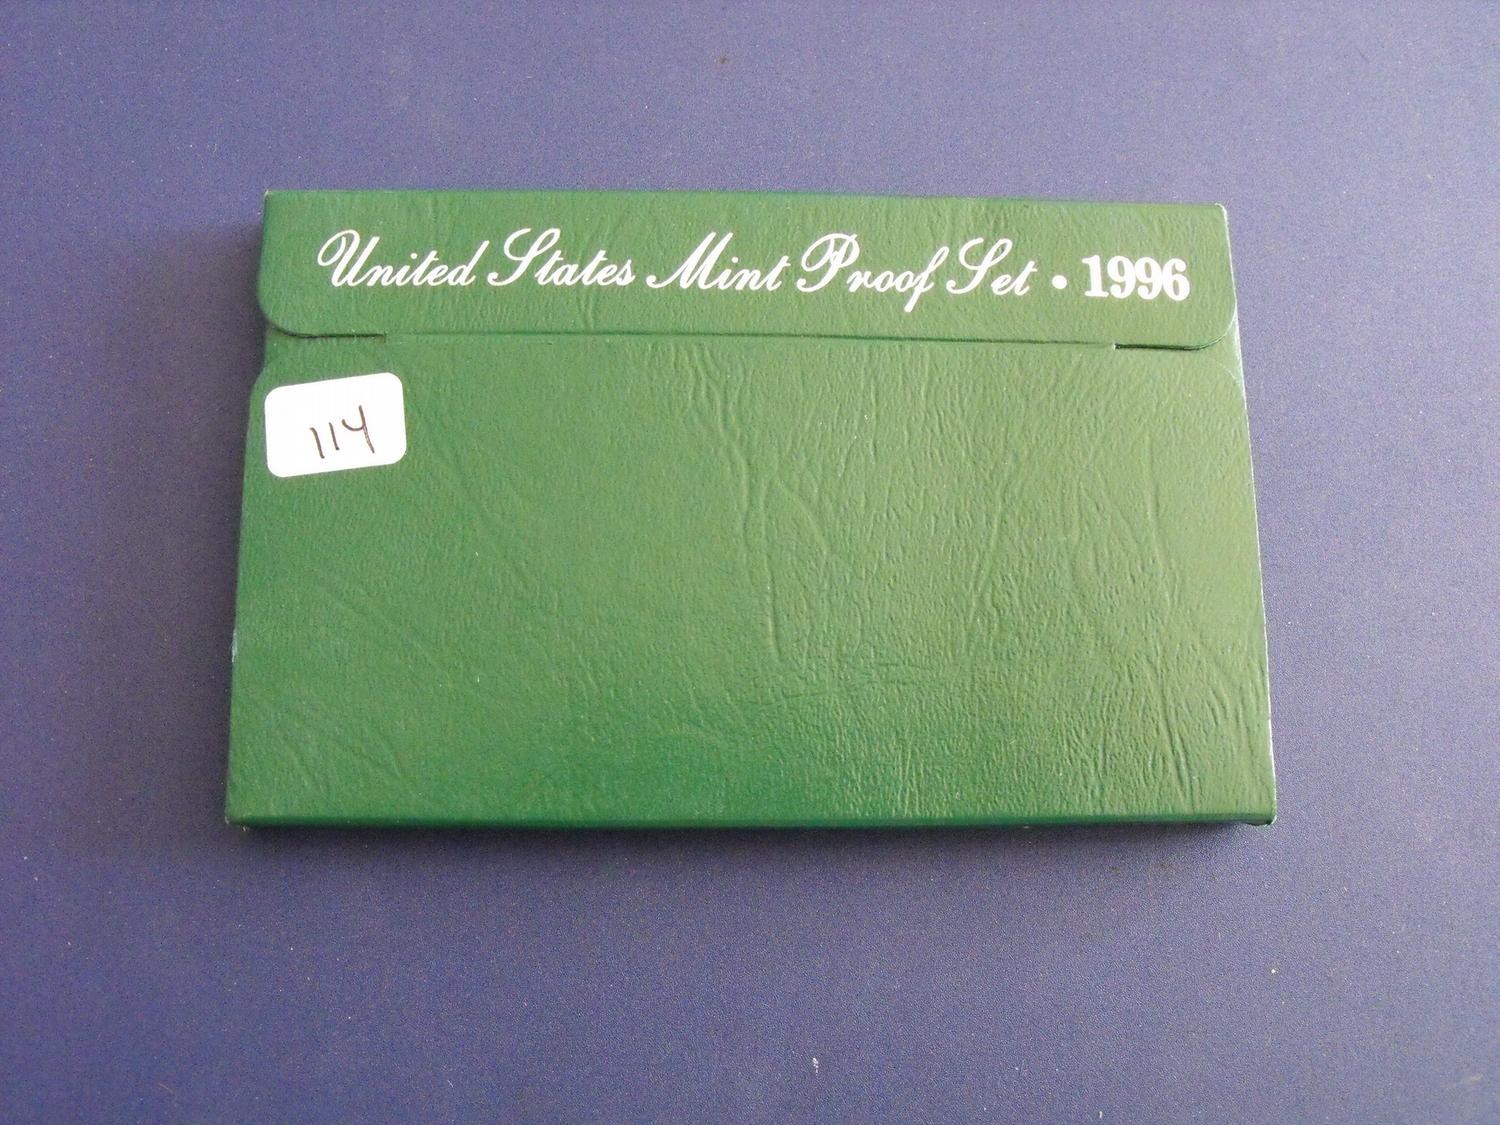 United States Mint Proof Set • 1996
114